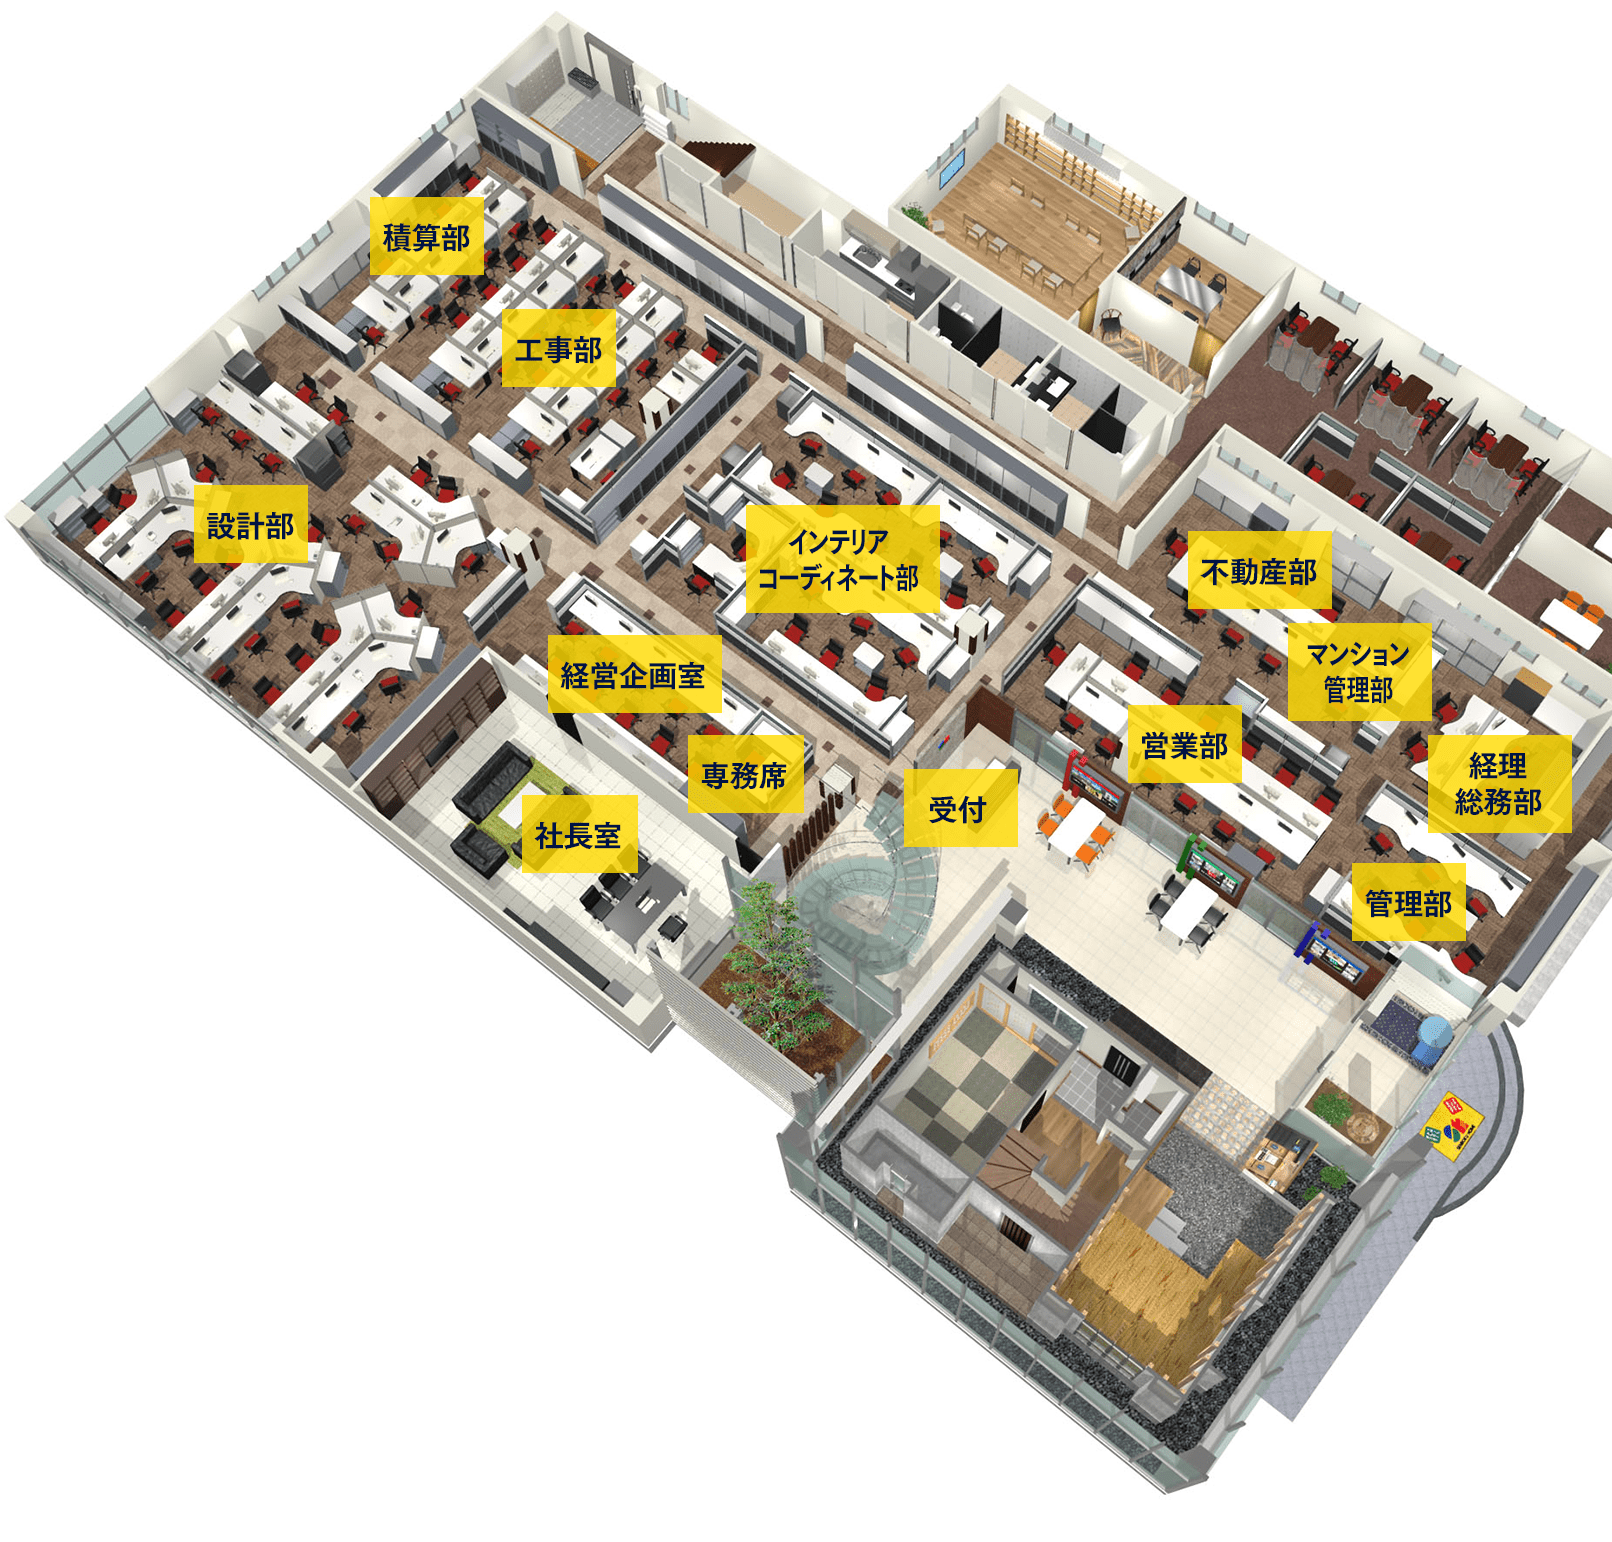 積算部
工事部
設計部
インテリア
コーディネート部
不動産部
マンション
管理部
経営企画室
営業部
専務席
経理
総務部
受付
社長室
管理部